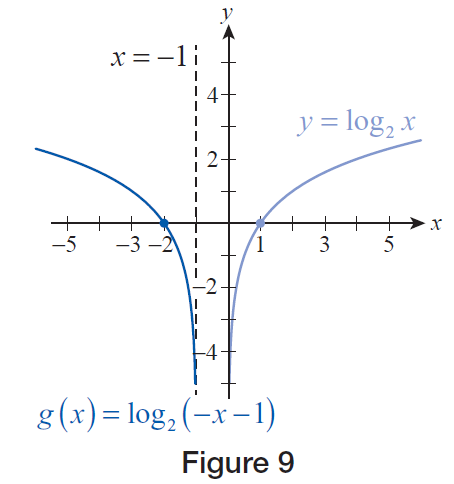 y
x = −1
4
y = log₂ x
2
x
−5 −3 −2 1 3 5
−2
−4
g(x) = log₂(−x − 1)
Figure 9